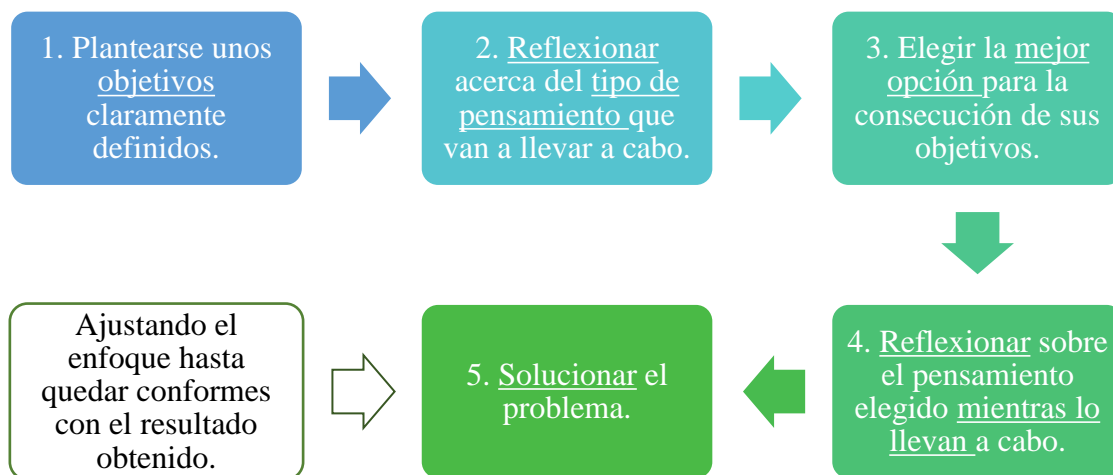 1. Plantearse unos
objetivos
claramente
definidos.
2. Reflexionar
acerca del tipo de
pensamiento que
van a llevar a cabo.
3. Elegir la mejor
opción para la
consecución de sus
objetivos.
4. Reflexionar sobre
el pensamiento
elegido mientras lo
llevan a cabo.
5. Solucionar el
problema.
Ajustando el
enfoque hasta
quedar conformes
con el resultado
obtenido.